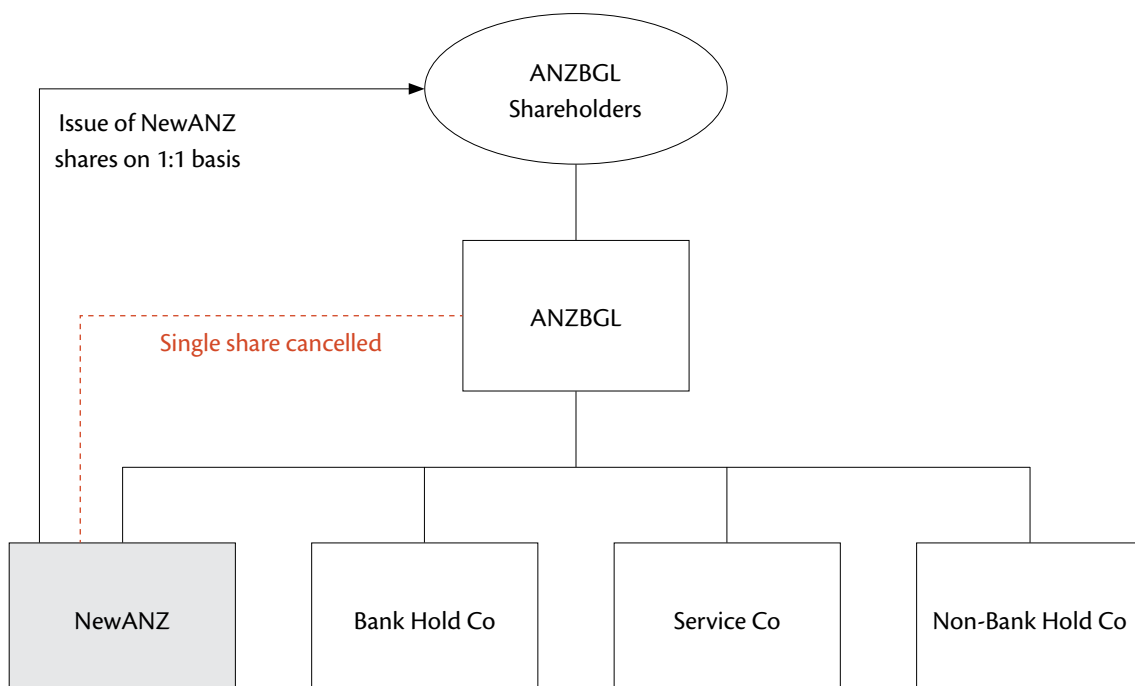 ANZBGL
Shareholders
Issue of NewANZ
shares on 1:1 basis
ANZBGL
Single share cancelled
NewANZ
Bank Hold Co
Service Co
Non-Bank Hold Co